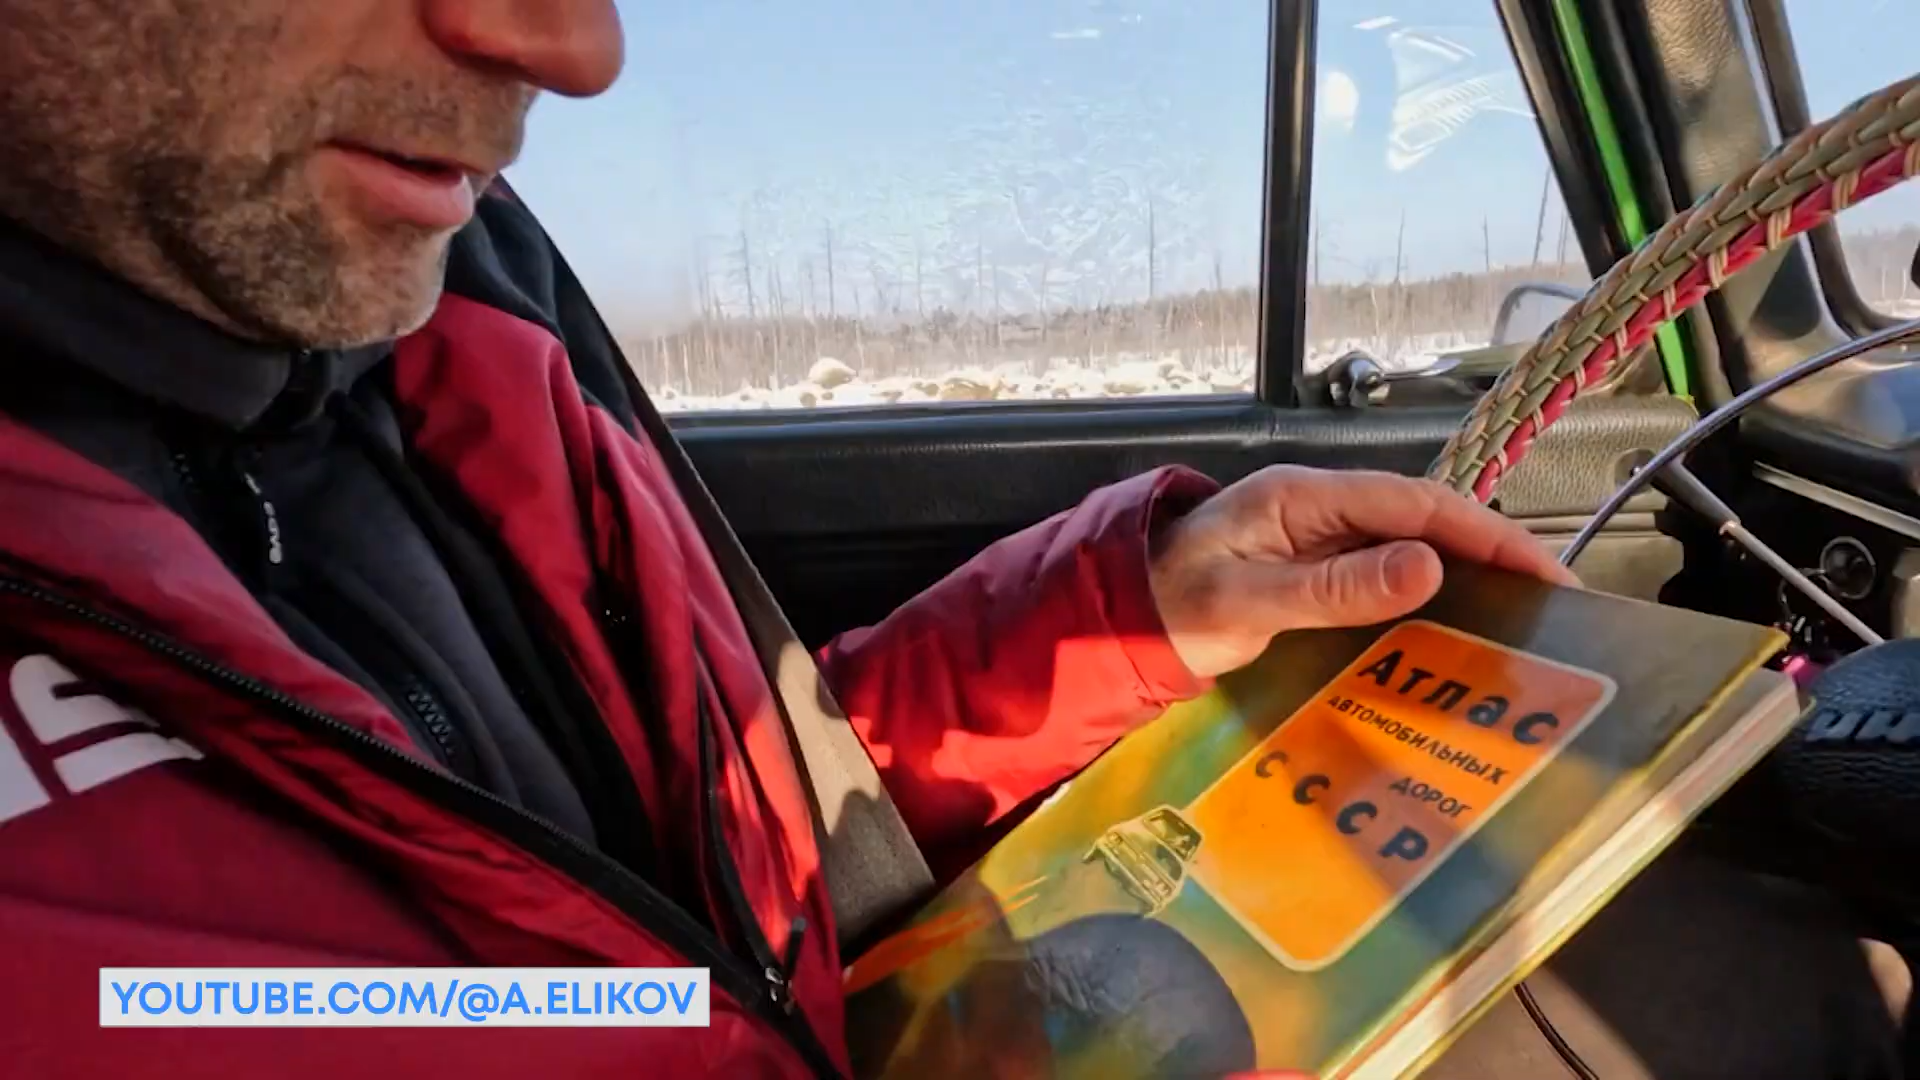 Атлас
АВТОМОБИЛЬНЫХ
ДОРОГ
СССР
YOUTUBE.COM/@A.ELIKOV